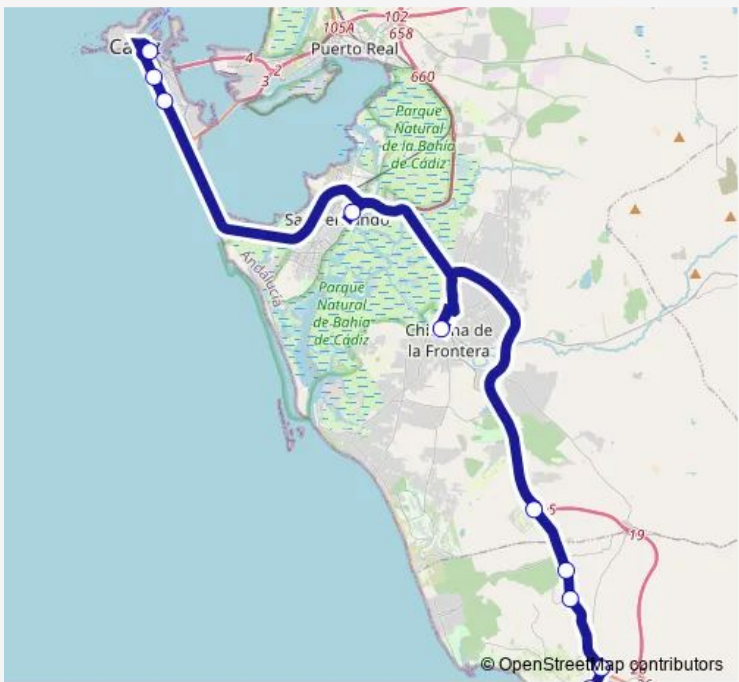 102
105A
658
Puerto Real
4
2
3
660
Parque
Natural
de la Bahía
de Cádiz
Andalucía
Parque
Natural
de Bahía
de Cádiz
de
la Frontera
5
19
© OpenStreetMap contributors